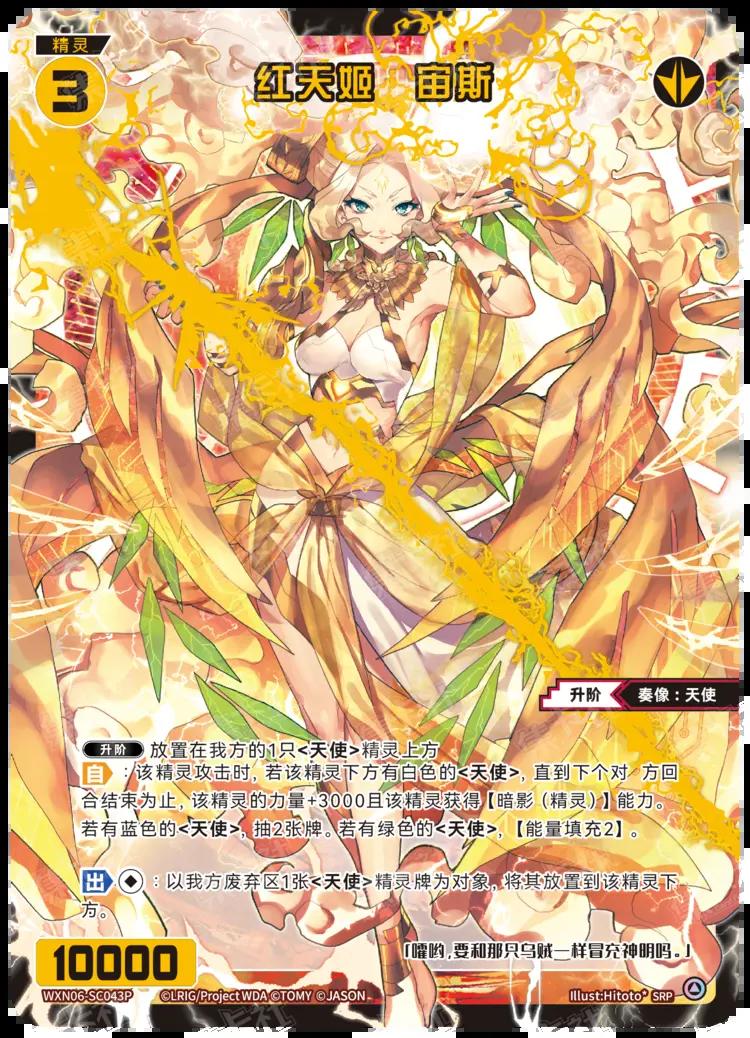 精灵
3
红天姬 宙斯
升阶 奏像：天使
升阶 放置在我方的1只<天使>精灵上方
自：该精灵攻击时, 若该精灵下方有白色的<天使>, 直到下个对 方回
合结束为止, 该精灵的力量+3000且该精灵获得【暗影（精灵）】能力。
若有蓝色的<天使>, 抽2张牌。若有绿色的<天使>, 【能量填充2】。
出：以我方废弃区1张<天使>精灵牌为对象, 将其放置到该精灵下
方。
10000
「嚯哟,要和那只乌贼一样冒充神明吗。」
WXN06-SC043P ©LRIG/Project WDA ©TOMY ©JASON
Illust:Hitoto* SRP